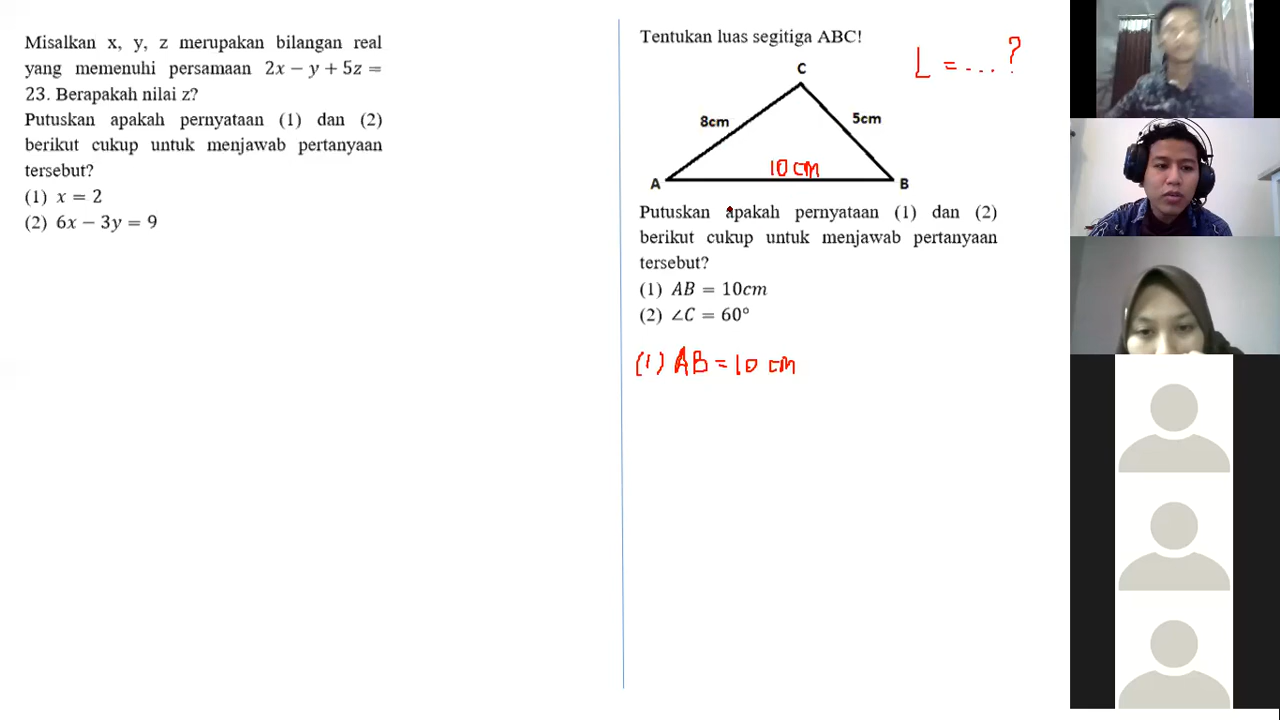 Misalkan x, y, z merupakan bilangan real
yang memenuhi persamaan 2x − y + 5z =
23. Berapakah nilai z?
Putuskan apakah pernyataan (1) dan (2)
berikut cukup untuk menjawab pertanyaan
tersebut?
(1) x = 2
(2) 6x − 3y = 9
Tentukan luas segitiga ABC!
L = ...?
C
8cm
5cm
10 cm
A
B
Putuskan apakah pernyataan (1) dan (2)
berikut cukup untuk menjawab pertanyaan
tersebut?
(1) AB = 10cm
(2) ∠C = 60°
(1) AB = 10 cm